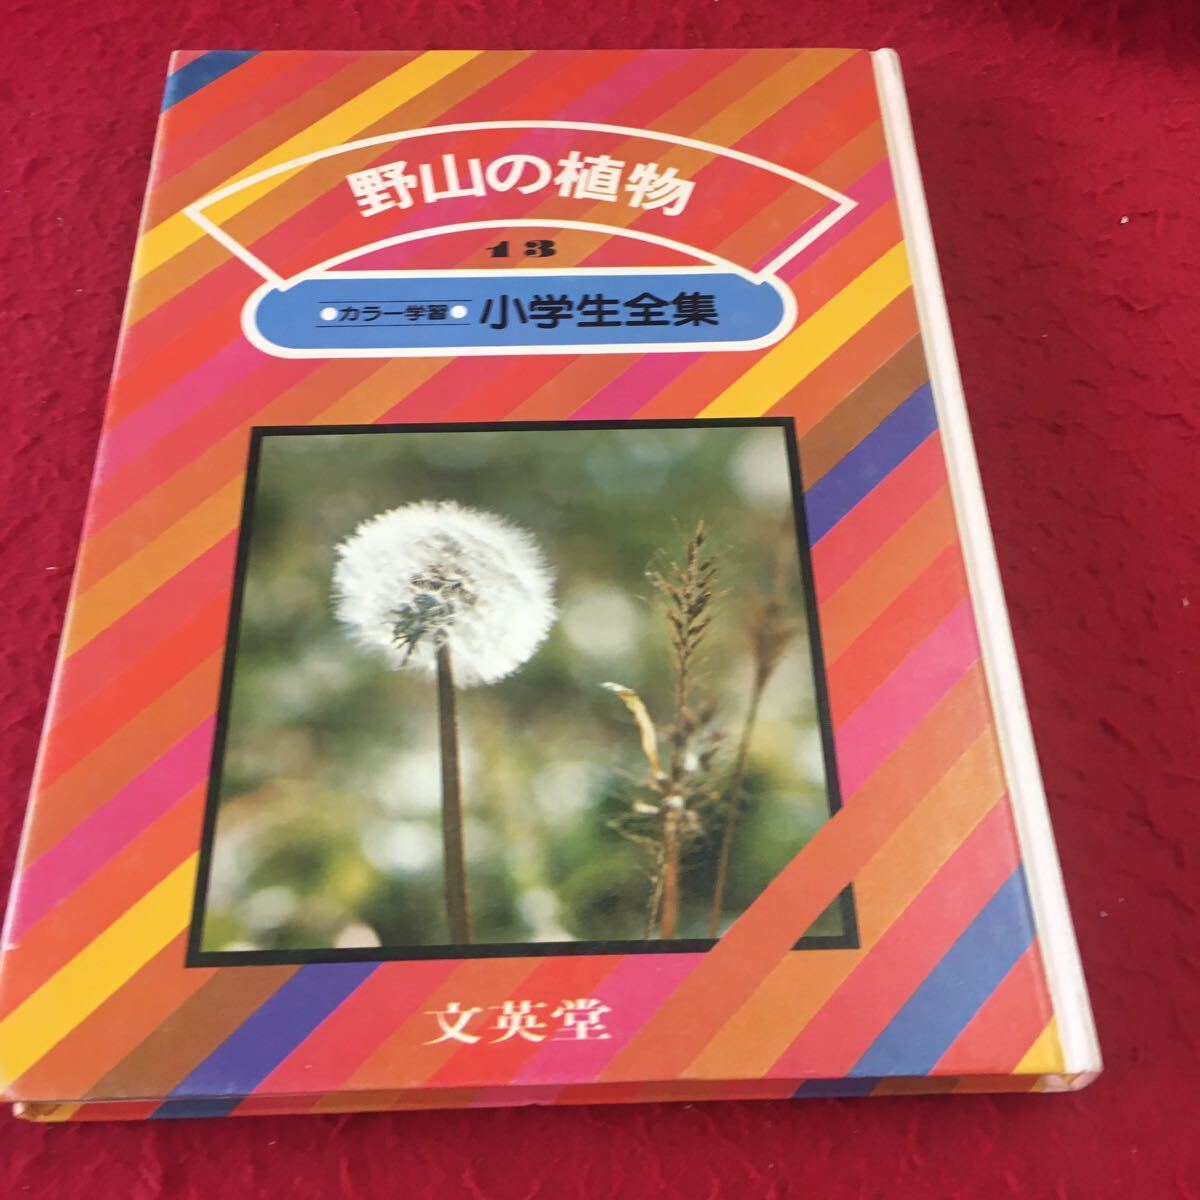 野山の植物
13
●カラー学習● 小学生全集
文英堂